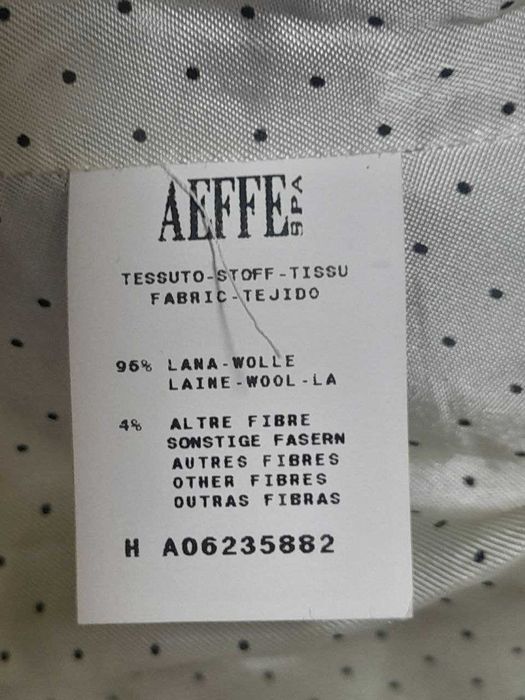 AEFFE SPA
TESSUTO-STOFF-TISSU
FABRIC-TEJIDO
96% LANA-WOLLE
LAINE-WOOL-LA
4% ALTRE FIBRE
SONSTIGE FASERN
AUTRES FIBRES
OTHER FIBRES
OUTRAS FIBRAS
H A06235882